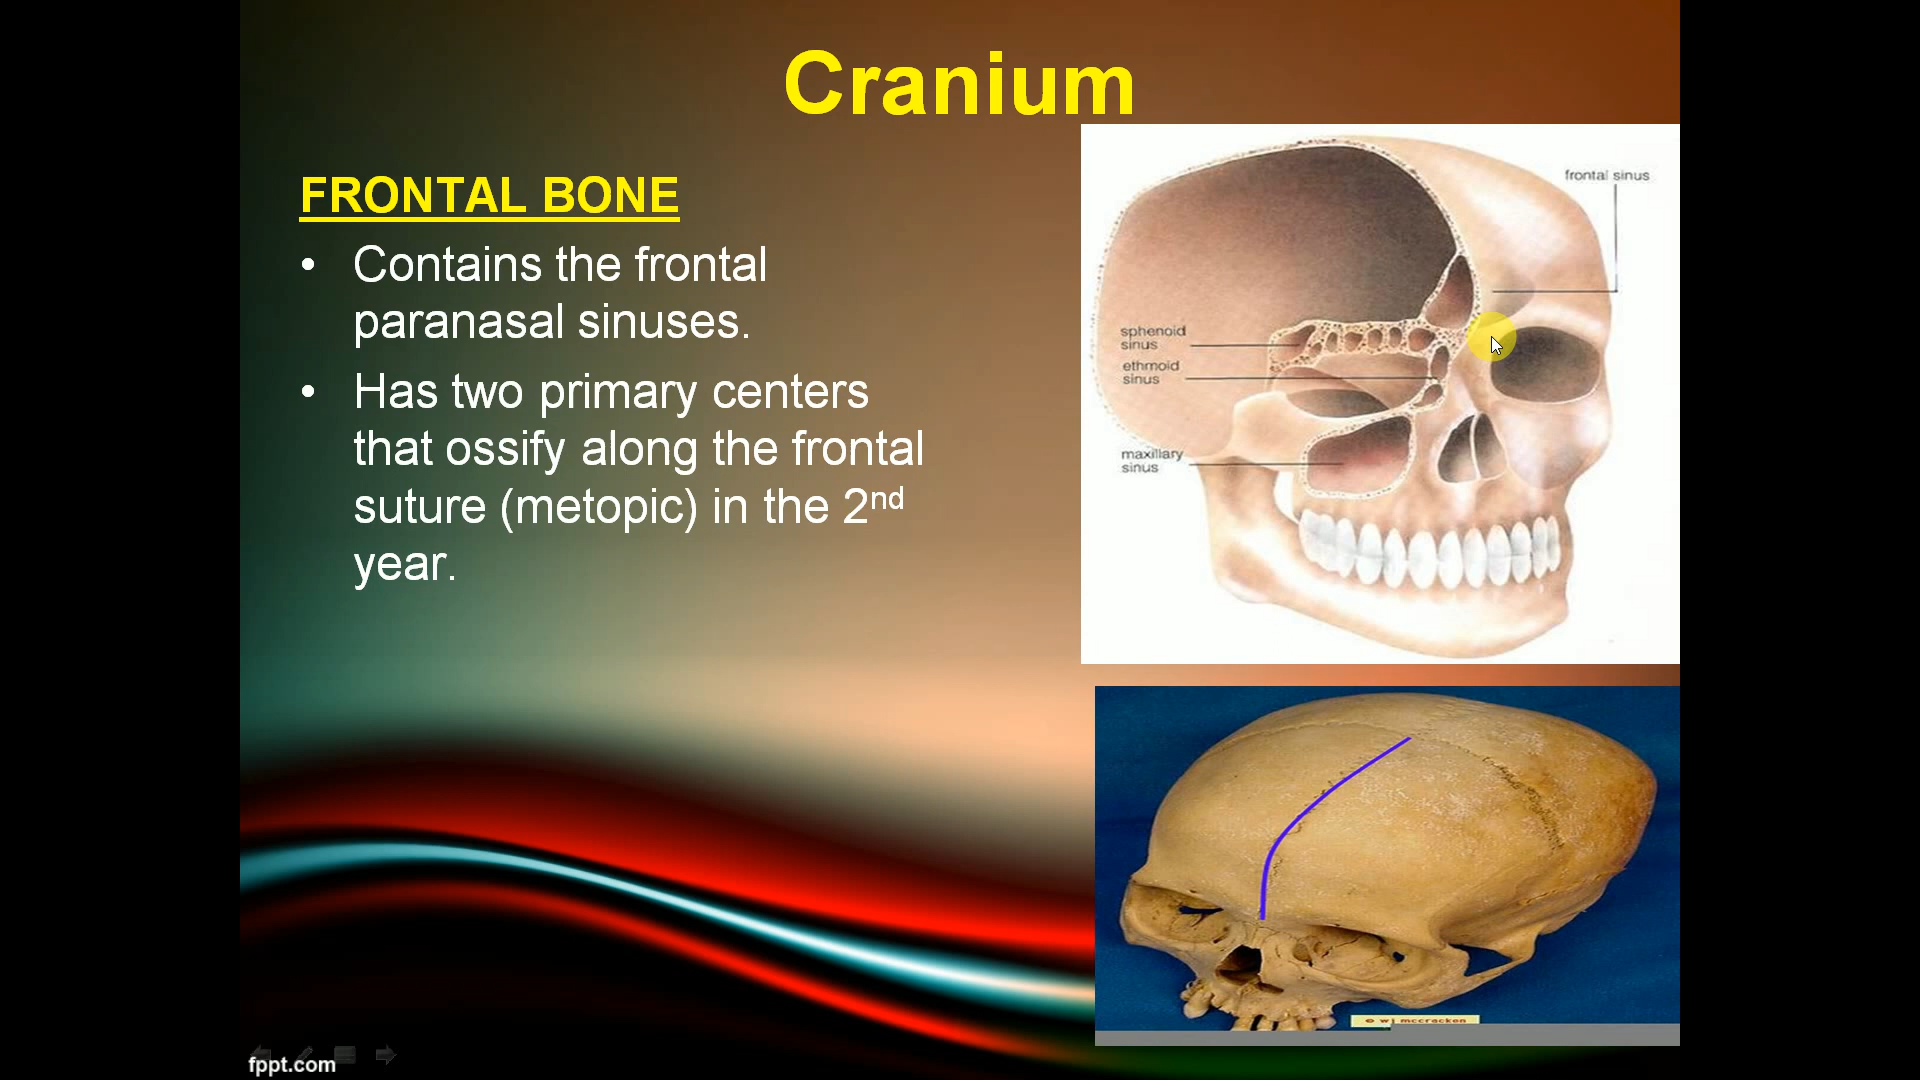 Cranium
FRONTAL BONE
• Contains the frontal
paranasal sinuses.
• Has two primary centers
that ossify along the frontal
suture (metopic) in the 2nd
year.
frontal sinus
sphenoid
sinus
ethmoid
sinus
maxillary
sinus
© w j mccracken
fppt.com